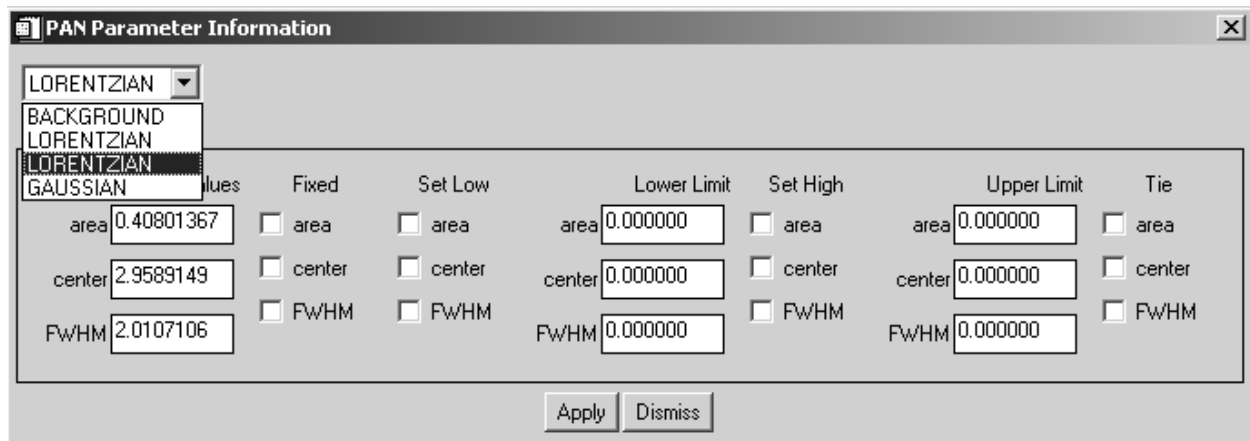 PAN Parameter Information
LORENTZIAN
BACKGROUND
LORENTZIAN
LORENTZIAN
GAUSSIAN
lues Fixed Set Low Lower Limit Set High Upper Limit Tie
area 0.40801367 area area area 0.000000 area area 0.000000 area
center 2.9589149 center center center 0.000000 center center 0.000000 center
FWHM 2.0107106 FWHM FWHM FWHM 0.000000 FWHM FWHM 0.000000 FWHM
Apply Dismiss